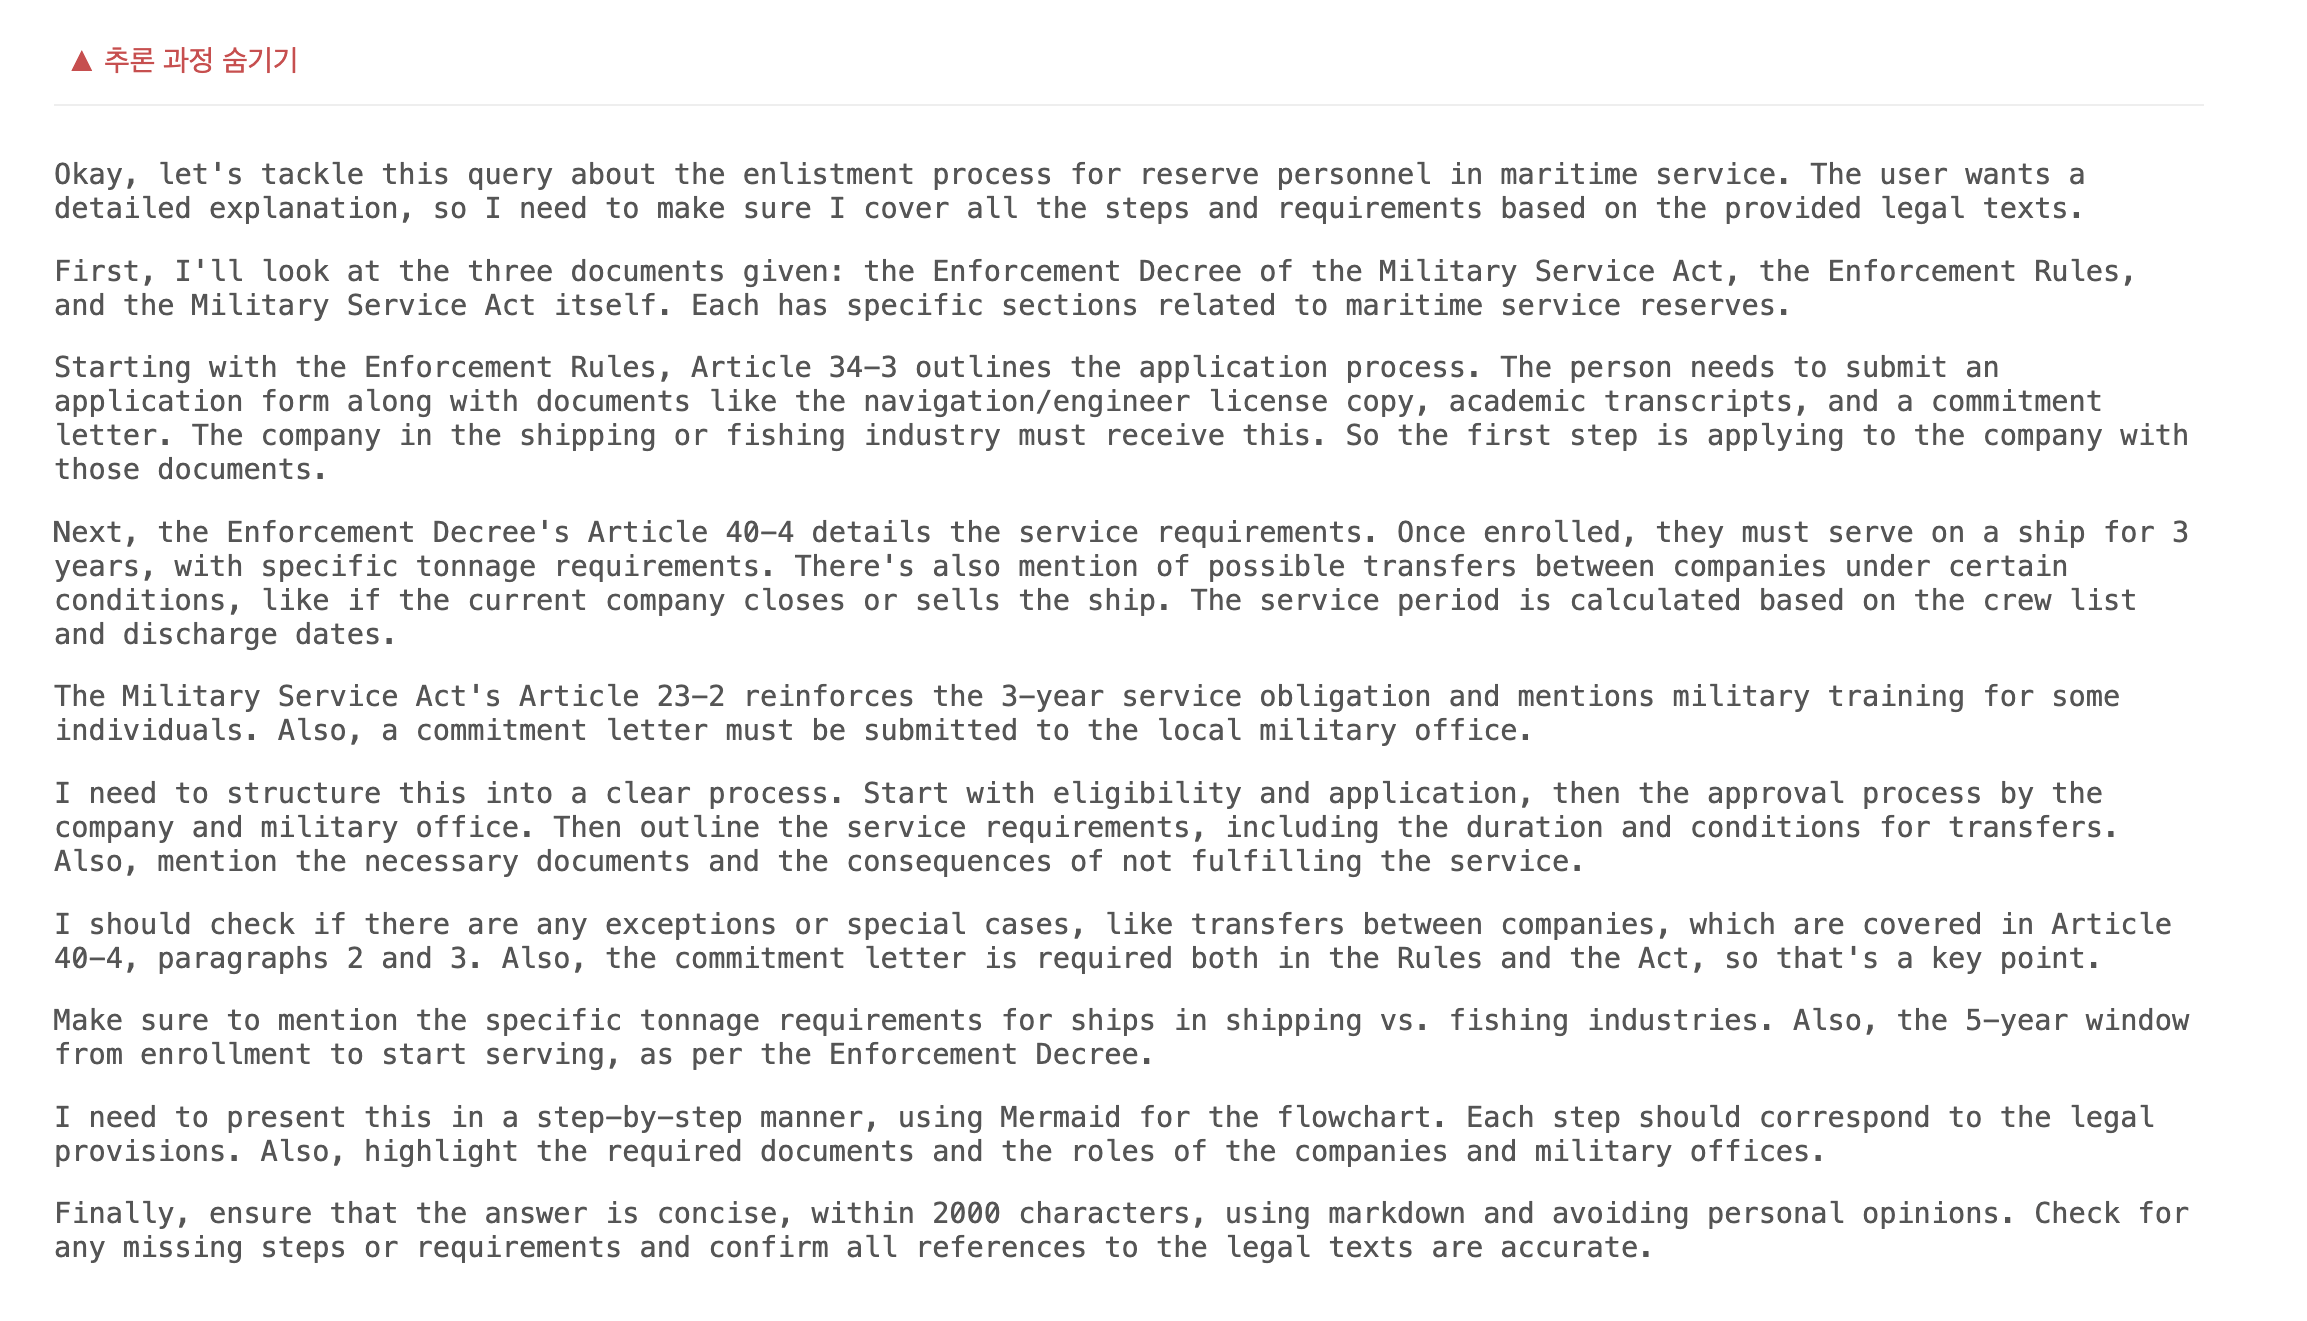 ▲ 추론 과정 숨기기
Okay, let's tackle this query about the enlistment process for reserve personnel in maritime service. The user wants a
detailed explanation, so I need to make sure I cover all the steps and requirements based on the provided legal texts.
First, I'll look at the three documents given: the Enforcement Decree of the Military Service Act, the Enforcement Rules,
and the Military Service Act itself. Each has specific sections related to maritime service reserves.
Starting with the Enforcement Rules, Article 34-3 outlines the application process. The person needs to submit an
application form along with documents like the navigation/engineer license copy, academic transcripts, and a commitment
letter. The company in the shipping or fishing industry must receive this. So the first step is applying to the company with
those documents.
Next, the Enforcement Decree's Article 40-4 details the service requirements. Once enrolled, they must serve on a ship for 3
years, with specific tonnage requirements. There's also mention of possible transfers between companies under certain
conditions, like if the current company closes or sells the ship. The service period is calculated based on the crew list
and discharge dates.
The Military Service Act's Article 23-2 reinforces the 3-year service obligation and mentions military training for some
individuals. Also, a commitment letter must be submitted to the local military office.
I need to structure this into a clear process. Start with eligibility and application, then the approval process by the
company and military office. Then outline the service requirements, including the duration and conditions for transfers.
Also, mention the necessary documents and the consequences of not fulfilling the service.
I should check if there are any exceptions or special cases, like transfers between companies, which are covered in Article
40-4, paragraphs 2 and 3. Also, the commitment letter is required both in the Rules and the Act, so that's a key point.
Make sure to mention the specific tonnage requirements for ships in shipping vs. fishing industries. Also, the 5-year window
from enrollment to start serving, as per the Enforcement Decree.
I need to present this in a step-by-step manner, using Mermaid for the flowchart. Each step should correspond to the legal
provisions. Also, highlight the required documents and the roles of the companies and military offices.
Finally, ensure that the answer is concise, within 2000 characters, using markdown and avoiding personal opinions. Check for
any missing steps or requirements and confirm all references to the legal texts are accurate.